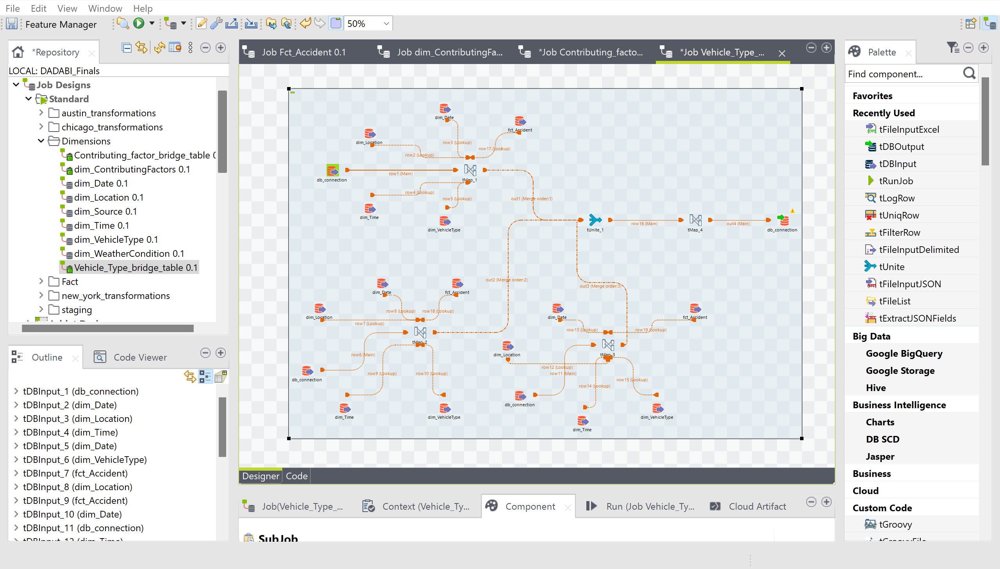 File Edit View Window Help
Feature Manager 50%
*Repository
LOCAL: DADABI_Finals
Job Designs
Standard
austin_transformations
chicago_transformations
Dimensions
Contributing_factor_bridge_table 0
dim_ContributingFactors 0.1
dim_Date 0.1
dim_Location 0.1
dim_Source 0.1
dim_Time 0.1
dim_VehicleType 0.1
dim_WeatherCondition 0.1
Vehicle_Type_bridge_table 0.1
Fact
new_york_transformations
staging
Outline Code Viewer
tDBInput_1 (db_connection)
tDBInput_2 (dim_Date)
tDBInput_3 (dim_Location)
tDBInput_4 (dim_Time)
tDBInput_5 (dim_Date)
tDBInput_6 (dim_VehicleType)
tDBInput_7 (fct_Accident)
tDBInput_8 (dim_Location)
tDBInput_9 (fct_Accident)
tDBInput_10 (dim_Date)
tDBInput_11 (db_connection)
tDBInput_12 (dim_Time)
Job Fct_Accident 0.1 Job dim_ContributingFa... *Job Contributing_facto... *Job Vehicle_Type_...
dim_Date
fct_Accident
dim_Location
row3 (Lookup)
row17 (Lookup)
row2 (Lookup)
row1 (Main)
db_connection
tMap_1
row4 (Lookup)
row5 (Lookup)
out1 (Merge order:1)
dim_Time
dim_VehicleType
tUnite_1
row16 (Main)
tMap_4
out4 (Main)
db_connection
out2 (Merge order:2)
out3 (Merge order:3)
dim_Date
fct_Accident
dim_Location
row8 (Lookup)
row18 (Lookup)
row7 (Lookup)
tMap_2
row6 (Main)
row9 (Lookup)
row10 (Lookup)
db_connection
dim_Time
dim_VehicleType
dim_Date
fct_Accident
row13 (Lookup)
row19 (Lookup)
dim_Location
tMap_3
row12 (Lookup)
row11 (Main)
row15 (Lookup)
row14 (Lookup)
db_connection
dim_Time
dim_VehicleType
Designer Code
Job(Vehicle_Type_... Context (Vehicle_Ty... Component Run (Job Vehicle_Ty... Cloud Artifact
SubJob
Palette
Find component...
Favorites
Recently Used
tFileInputExcel
tDBOutput
tDBInput
tRunJob
tLogRow
tUniqRow
tFilterRow
tFileInputDelimited
tUnite
tFileInputJSON
tFileList
tExtractJSONFields
Big Data
Google BigQuery
Google Storage
Hive
Business Intelligence
Charts
DB SCD
Jasper
Business
Cloud
Custom Code
tGroovy
tGroovyFile